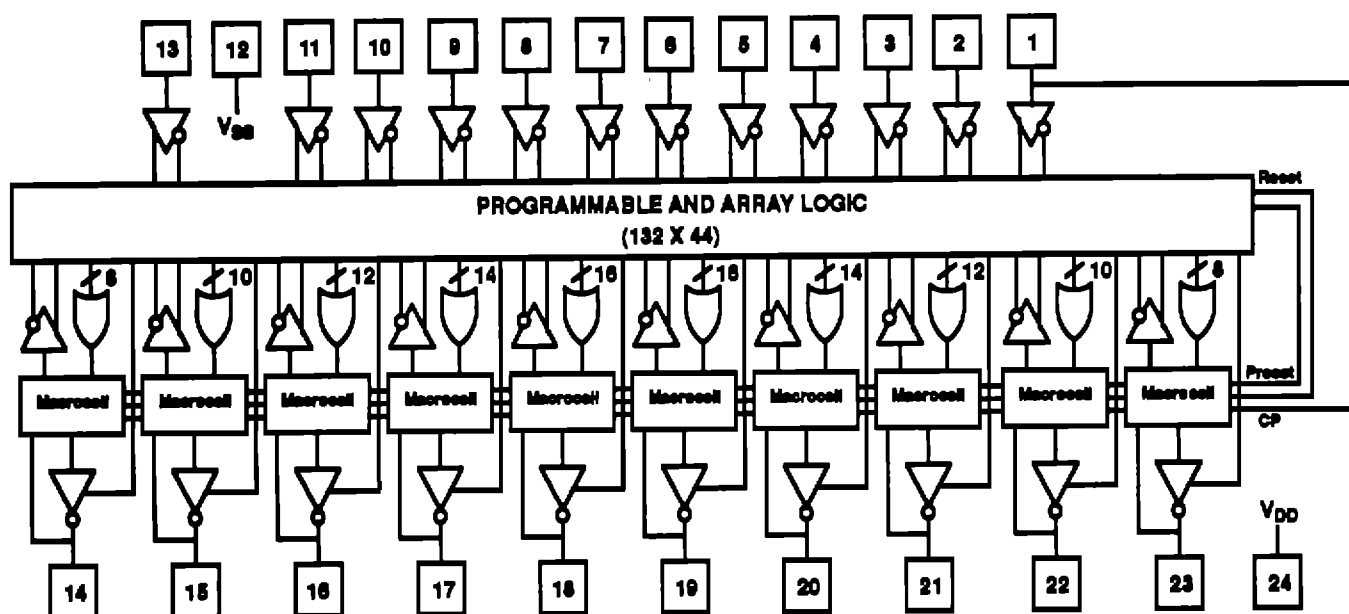 13 12 11 10 9 8 7 6 5 4 3 2 1
VSS
Reset
PROGRAMMABLE AND ARRAY LOGIC
(132 X 44)
8 10 12 14 16 16 14 12 10 8
Preset
Macrocell Macrocell Macrocell Macrocell Macrocell Macrocell Macrocell Macrocell Macrocell Macrocell
CP
VDD
14 15 16 17 18 19 20 21 22 23 24